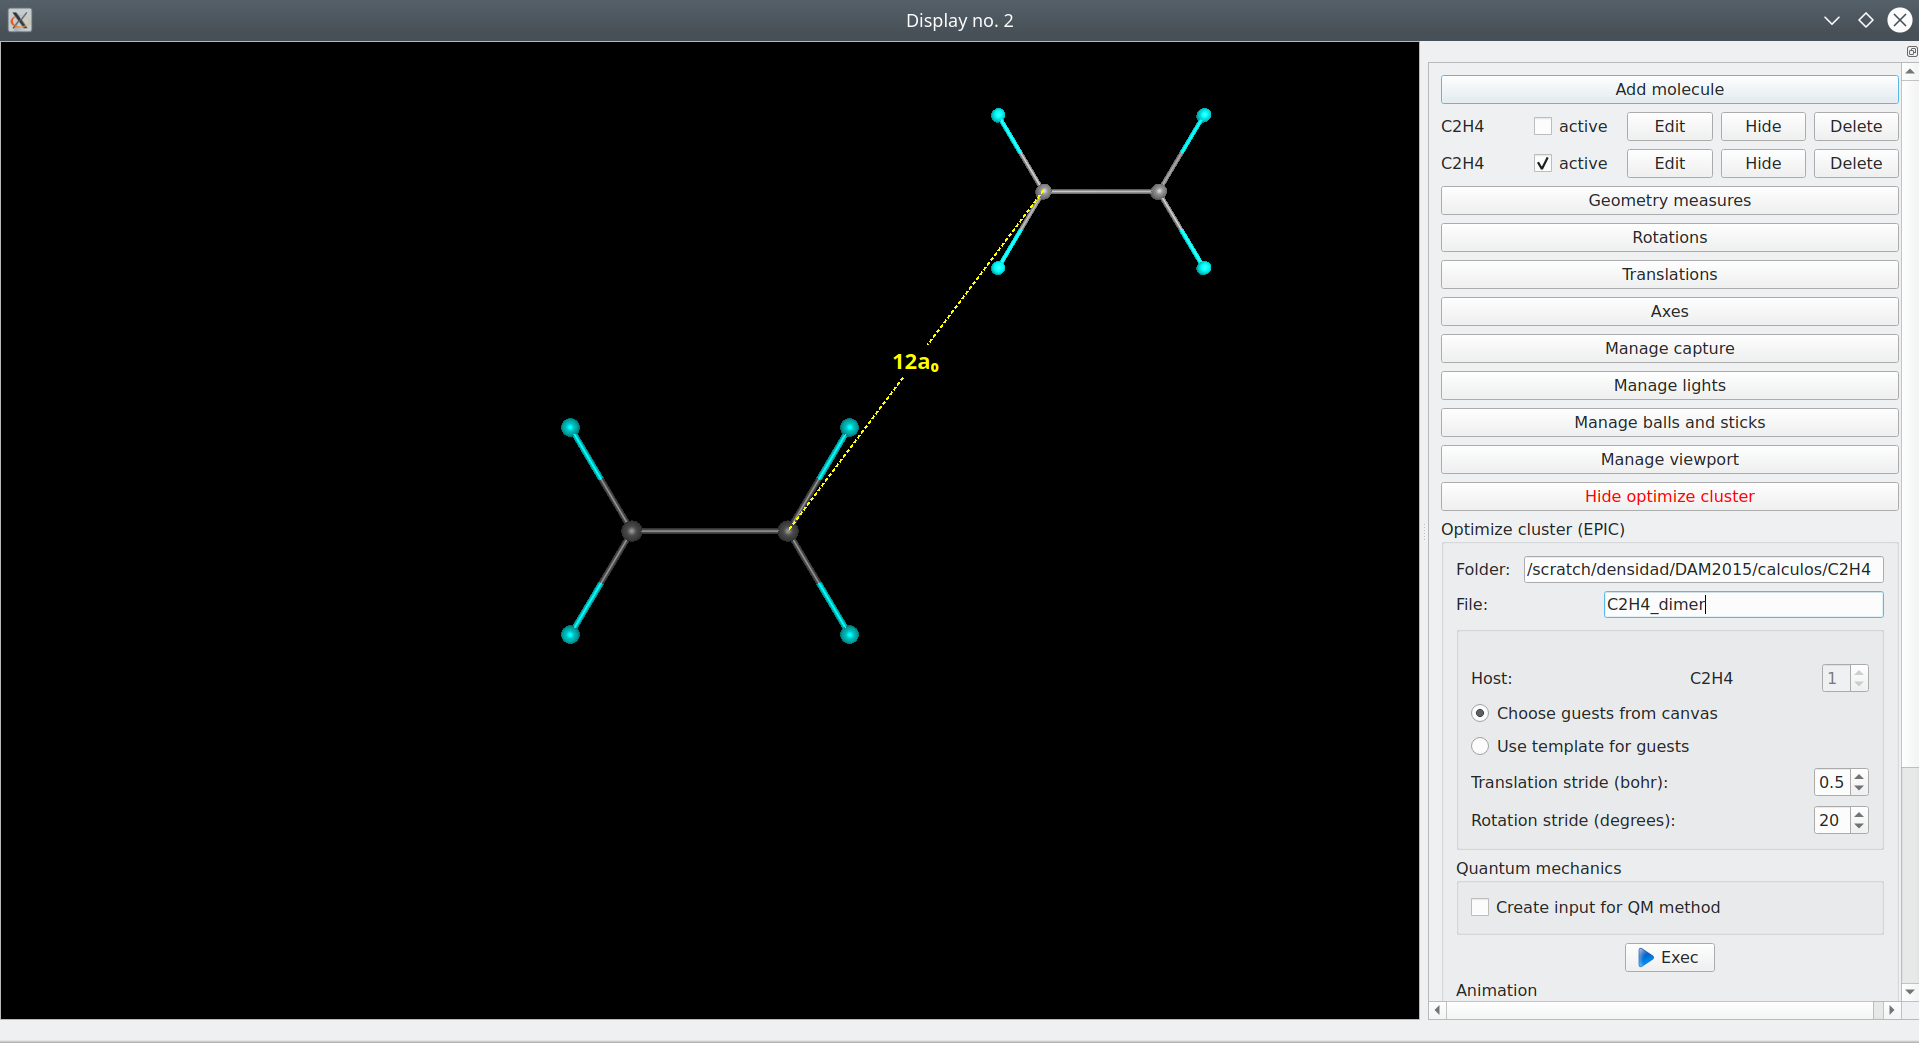 Display no. 2
12a₀
Add molecule
C2H4 active Edit Hide Delete
C2H4 active Edit Hide Delete
Geometry measures
Rotations
Translations
Axes
Manage capture
Manage lights
Manage balls and sticks
Manage viewport
Hide optimize cluster
Optimize cluster (EPIC)
Folder: /scratch/densidad/DAM2015/calculos/C2H4
File: C2H4_dimer
Host: C2H4 1
Choose guests from canvas
Use template for guests
Translation stride (bohr): 0.5
Rotation stride (degrees): 20
Quantum mechanics
Create input for QM method
Exec
Animation